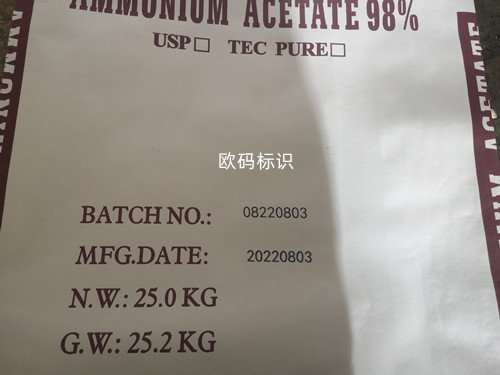 AMMONIUM ACETATE 98%
USP□ TEC PURE□
ACETATE
欧码标识
BATCH NO.: 08220803
MFG.DATE: 20220803
N.W.: 25.0 KG
G.W.: 25.2 KG